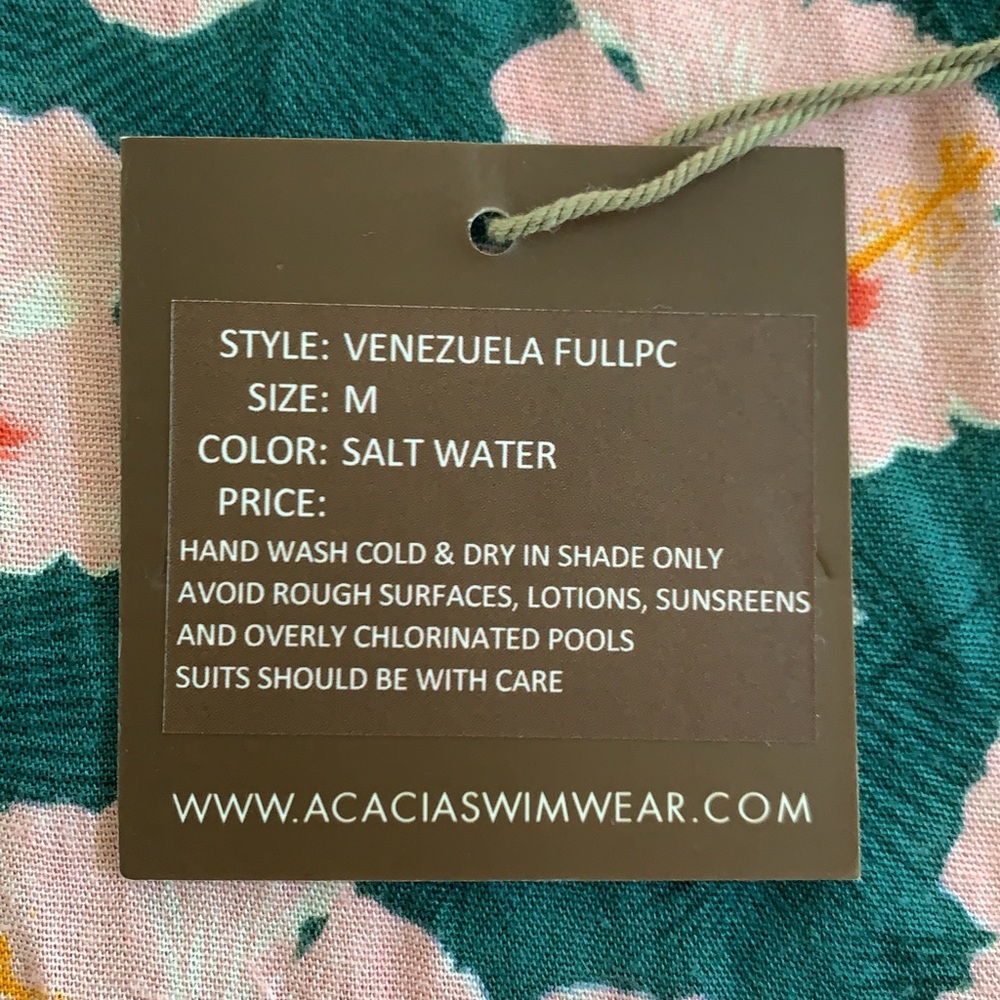 STYLE: VENEZUELA FULLPC
SIZE: M
COLOR: SALT WATER
PRICE:
HAND WASH COLD & DRY IN SHADE ONLY
AVOID ROUGH SURFACES, LOTIONS, SUNSREENS
AND OVERLY CHLORINATED POOLS
SUITS SHOULD BE WITH CARE
WWW.ACACIASWIMWEAR.COM